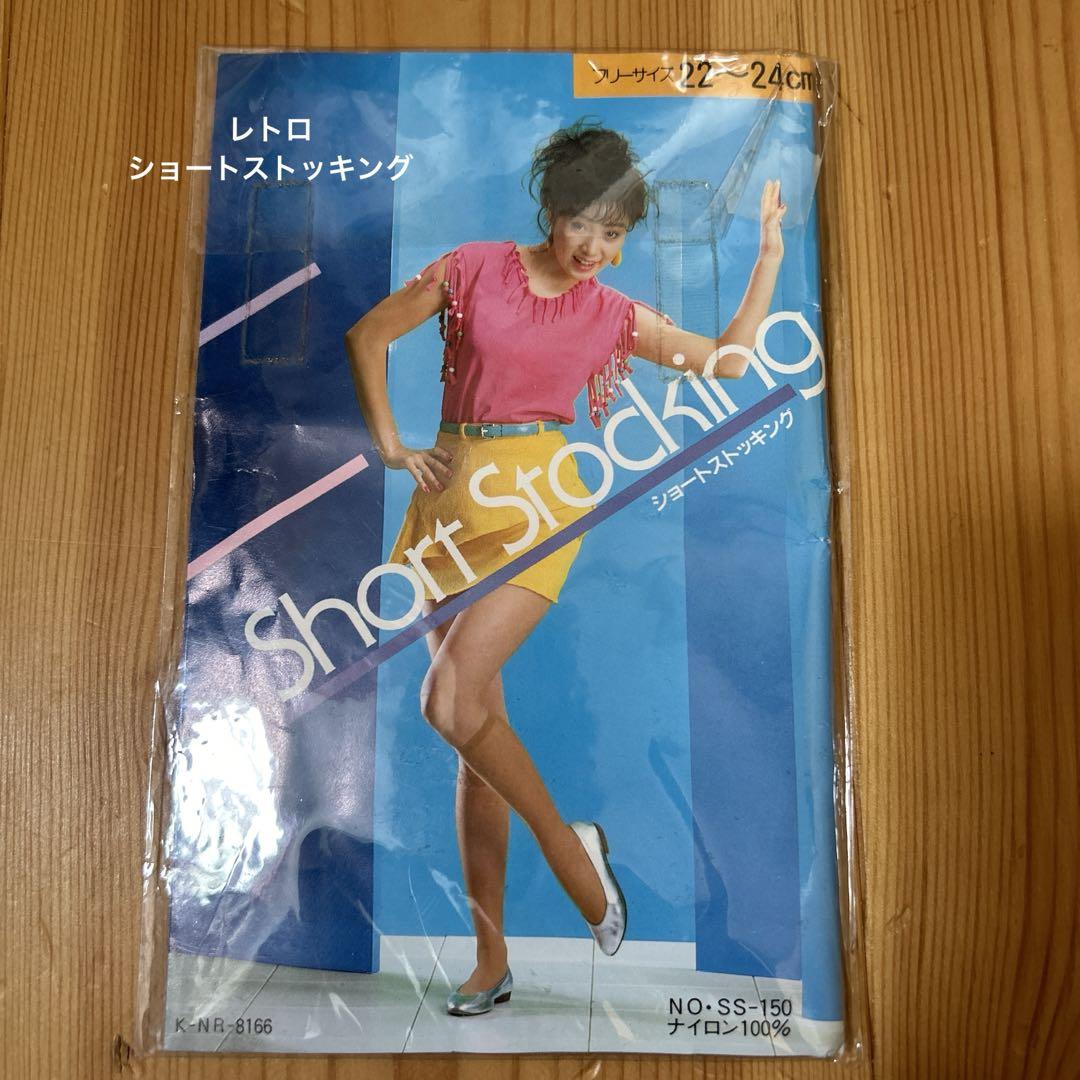 フリーサイズ 22〜24cm
レトロ
ショートストッキング
Short Stocking
ショートストッキング
NO・SS-150
ナイロン100%
K-NR-8166